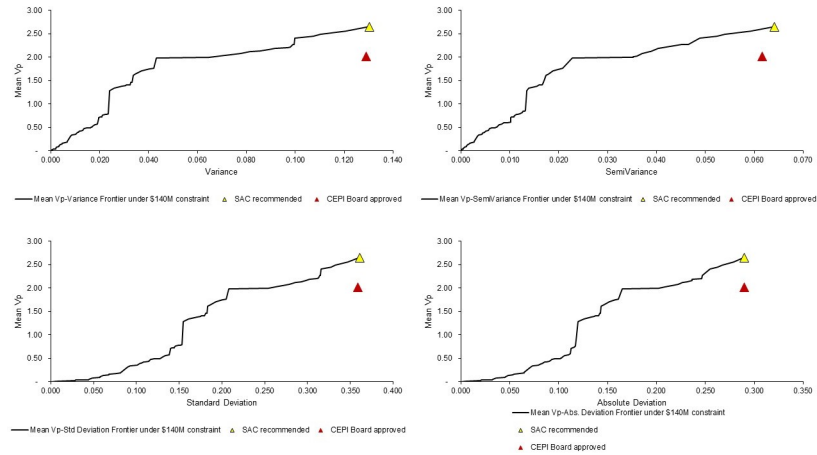 3.00
2.50
2.00
1.50
1.00
0.50
-
Mean Vp
0.000 0.020 0.040 0.060 0.080 0.100 0.120 0.140
Variance
Mean Vp-Variance Frontier under $140M constraint SAC recommended CEPI Board approved
3.00
2.50
2.00
1.50
1.00
0.50
-
Mean Vp
0.000 0.010 0.020 0.030 0.040 0.050 0.060 0.070
SemiVariance
Mean Vp-SemiVariance Frontier under $140M constraint SAC recommended CEPI Board approved
3.00
2.50
2.00
1.50
1.00
0.50
-
Mean Vp
0.000 0.050 0.100 0.150 0.200 0.250 0.300 0.350 0.400
Standard Deviation
Mean Vp-Std Deviation Frontier under $140M constraint SAC recommended CEPI Board approved
3.00
2.50
2.00
1.50
1.00
0.50
-
Mean Vp
0.000 0.050 0.100 0.150 0.200 0.250 0.300 0.350
Absolute Deviation
Mean Vp-Abs. Deviation Frontier under $140M constraint
SAC recommended
CEPI Board approved